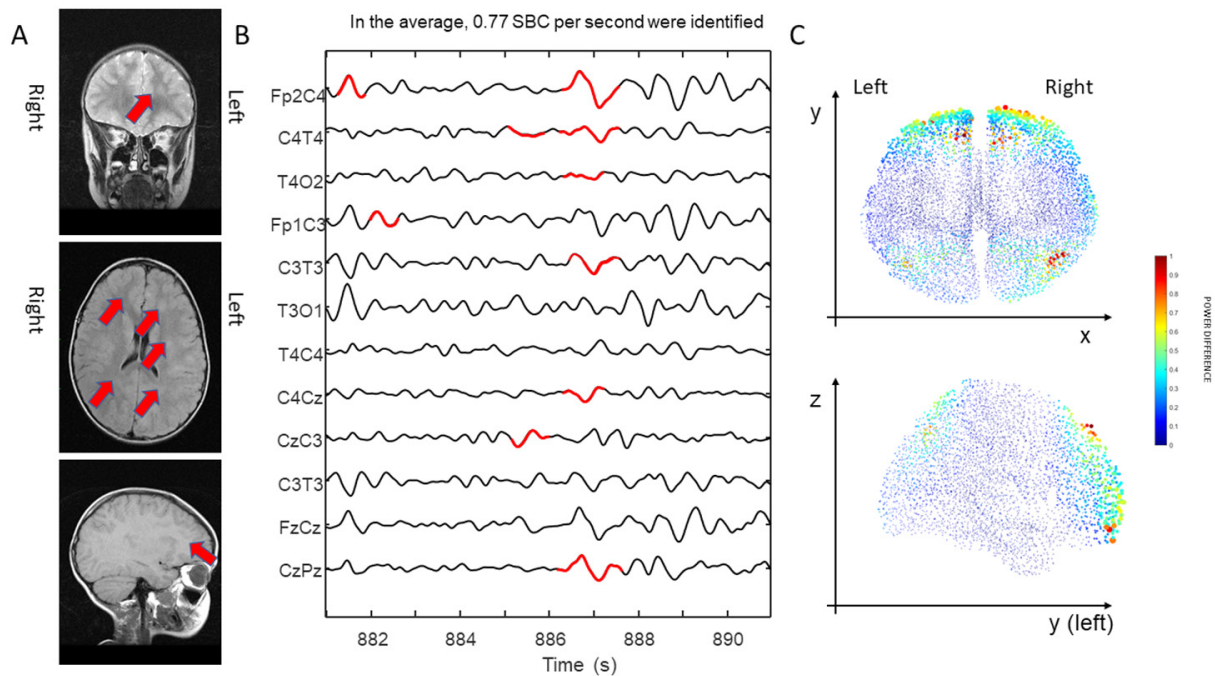 A
Right
Left
Right
Left
B
In the average, 0.77 SBC per second were identified
Fp2C4
C4T4
T4O2
Fp1C3
C3T3
T3O1
T4C4
C4Cz
CzC3
C3T3
FzCz
CzPz
882
884
886
888
890
Time (s)
C
Left
Right
y
x
z
y (left)
1
0.9
0.8
0.7
0.6
0.5
0.4
0.3
0.2
0.1
0
POWER DIFFERENCE